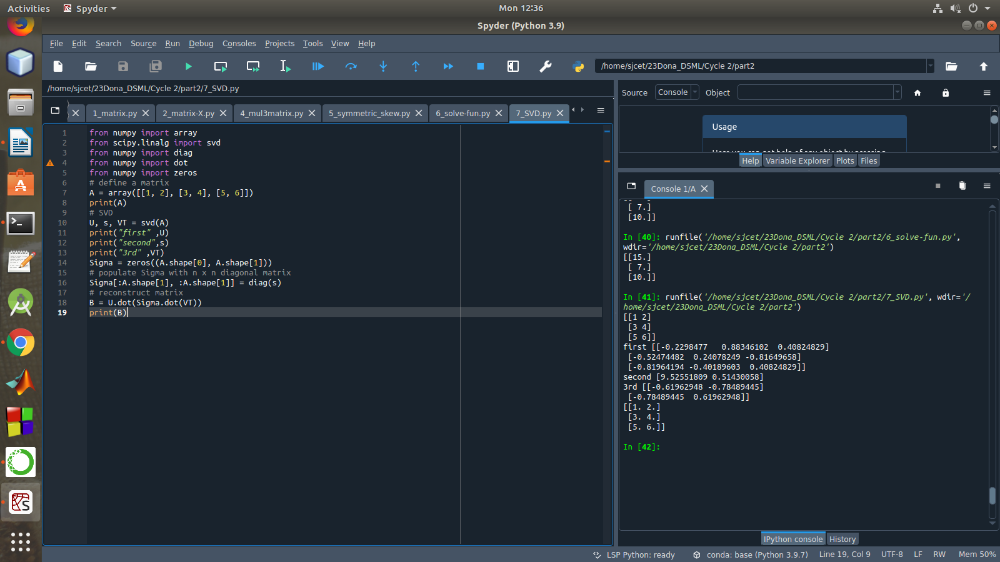 Activities Spyder Mon 12:36
Spyder (Python 3.9)
File Edit Search Source Run Debug Consoles Projects Tools View Help
/home/sjcet/23Dona_DSML/Cycle 2/part2
/home/sjcet/23Dona_DSML/Cycle 2/part2/7_SVD.py
1_matrix.py 2_matrix-X.py 4_mul3matrix.py 5_symmetric_skew.py 6_solve-fun.py 7_SVD.py
1 from numpy import array
2 from scipy.linalg import svd
3 from numpy import diag
4 from numpy import dot
5 from numpy import zeros
6 # define a matrix
7 A = array([[1, 2], [3, 4], [5, 6]])
8 print(A)
9 # SVD
10 U, s, VT = svd(A)
11 print("first" ,U)
12 print("second",s)
13 print("3rd" ,VT)
14 Sigma = zeros((A.shape[0], A.shape[1]))
15 # populate Sigma with n x n diagonal matrix
16 Sigma[:A.shape[1], :A.shape[1]] = diag(s)
17 # reconstruct matrix
18 B = U.dot(Sigma.dot(VT))
19 print(B)
Source Console Object
Usage
Help Variable Explorer Plots Files
Console 1/A
[ 7.]
[10.]]
In [40]: runfile('/home/sjcet/23Dona_DSML/Cycle 2/part2/6_solve-fun.py',
wdir='/home/sjcet/23Dona_DSML/Cycle 2/part2')
[[15.]
[ 7.]
[10.]]
In [41]: runfile('/home/sjcet/23Dona_DSML/Cycle 2/part2/7_SVD.py', wdir='/
home/sjcet/23Dona_DSML/Cycle 2/part2')
[[1 2]
[3 4]
[5 6]]
first [[-0.2298477   0.88346102  0.40824829]
[-0.52474482  0.24078249 -0.81649658]
[-0.81964194 -0.40189603  0.40824829]]
second [9.52551809 0.51430058]
3rd [[-0.61962948 -0.78489445]
[-0.78489445  0.61962948]]
[[1. 2.]
[3. 4.]
[5. 6.]]
In [42]:
IPython console History
LSP Python: ready conda: base (Python 3.9.7) Line 19, Col 9 UTF-8 LF RW Mem 50%